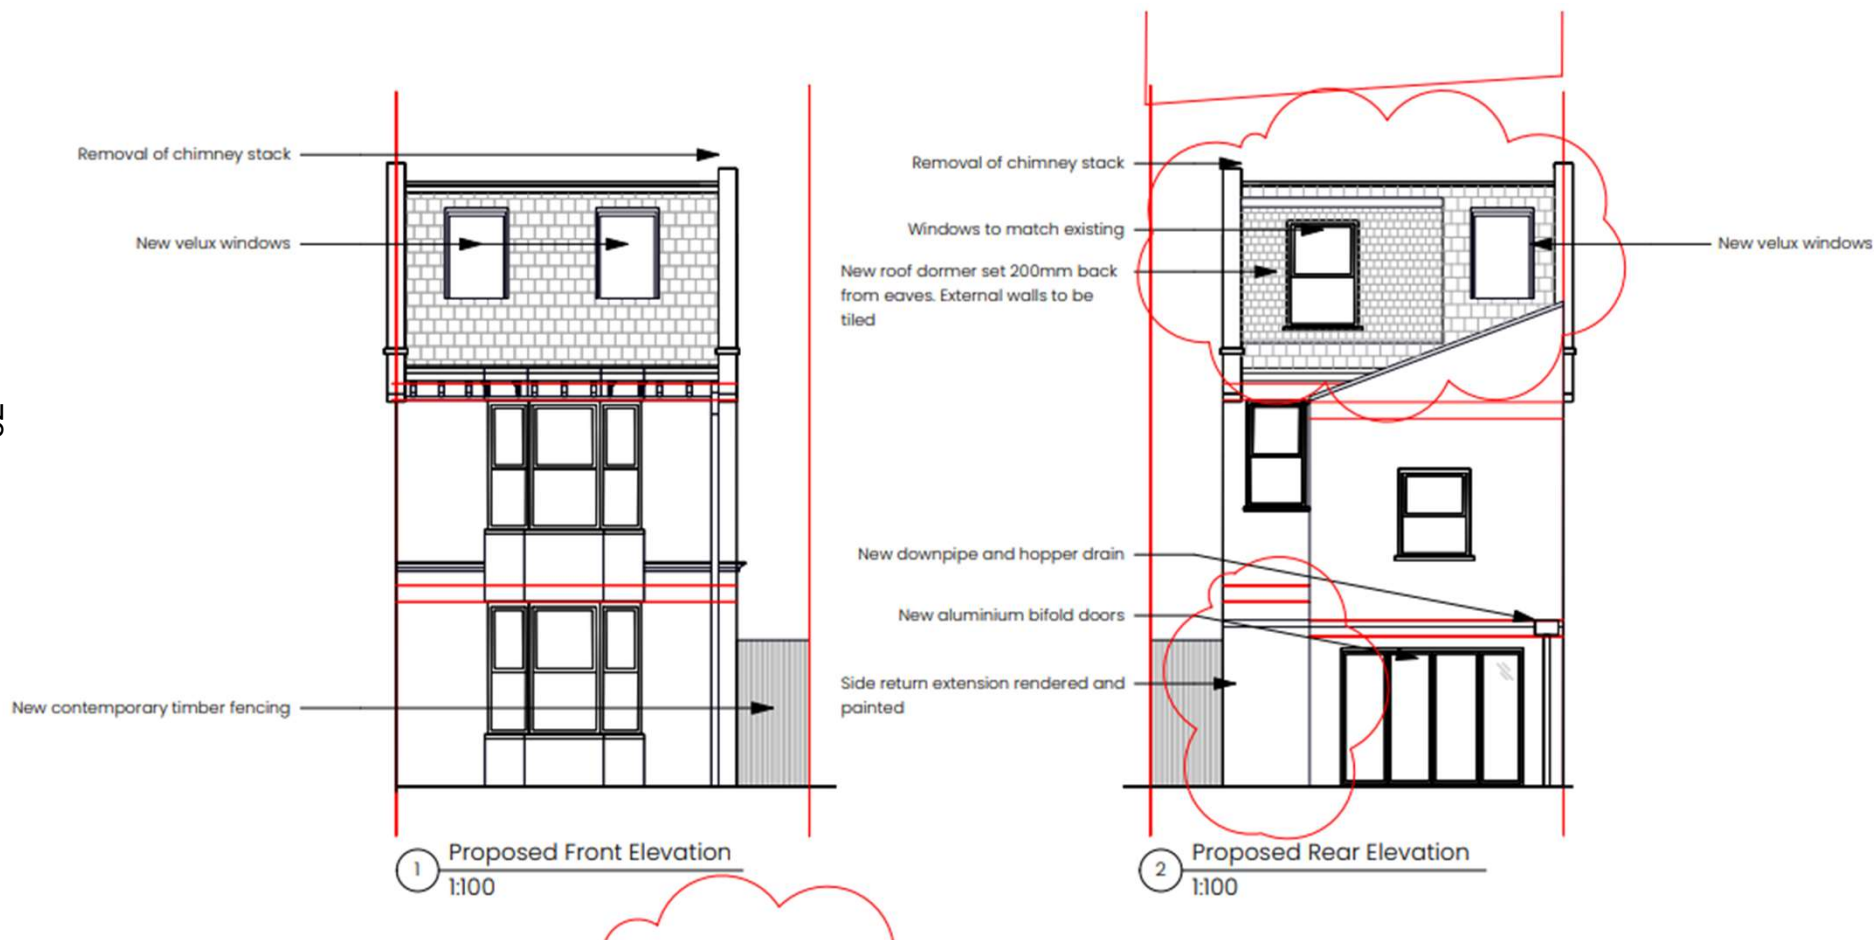 Removal of chimney stack
New velux windows
New contemporary timber fencing
1
Proposed Front Elevation
1:100
Removal of chimney stack
Windows to match existing
New roof dormer set 200mm back
from eaves. External walls to be
tiled
New velux windows
New downpipe and hopper drain
New aluminium bifold doors
Side return extension rendered and
painted
2
Proposed Rear Elevation
1:100